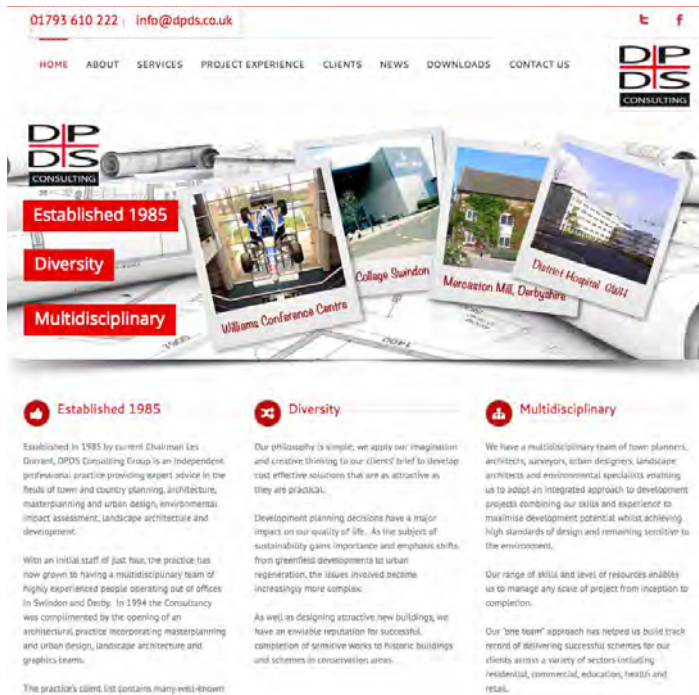 01793 610 222
info@dpds.co.uk
HOME ABOUT SERVICES PROJECT EXPERIENCE CLIENTS NEWS DOWNLOADS CONTACT US
DP
DS
CONSULTING
DP
DS
CONSULTING
Established 1985
Diversity
Multidisciplinary
Williams Conference Centre
Collage Swindon
Mercaston Mill, Derbyshire
District Hospital GWH
Established 1985
Established in 1985 by current Chairman Les
Durrant, DPDS Consulting Group is an independent
professional practice providing expert advice in the
fields of town and country planning, architecture,
masterplanning and urban design, environmental
impact assessment, landscape architecture and
development.
With an initial staff of just four, the practice has
now grown to having a multidisciplinary team of
highly experienced people operating out of offices
in Swindon and Derby. In 1994 the Consultancy
was complimented by the opening of an
architectural practice incorporating masterplanning
and urban design, landscape architecture and
graphics teams.
The practice's client list contains many well-known
Diversity
Our philosophy is simple; we apply our imagination
and creative thinking to our clients' brief to develop
cost effective solutions that are as attractive as
they are practical.
Development planning decisions have a major
impact on our quality of life. As the subject of
sustainability gains importance and emphasis shifts
from greenfield developments to urban
regeneration, the issues involved become
increasingly more complex.
As well as designing attractive new buildings, we
have an enviable reputation for successful
completion of sensitive works to historic buildings
and schemes in conservation areas.
Multidisciplinary
We have a multidisciplinary team of town planners,
architects, surveyors, urban designers, landscape
architects and environmental specialists enabling
us to adopt an integrated approach to development
projects combining our skills and experience to
maximise development potential whilst achieving
high standards of design and remaining sensitive to
the environment.
Our range of skills and level of resources enables
us to manage any scale of project from inception to
completion.
Our "one team" approach has helped us build track
record of delivering successful schemes for our
clients across a variety of sectors including
residential, commercial, education, health and
retail.